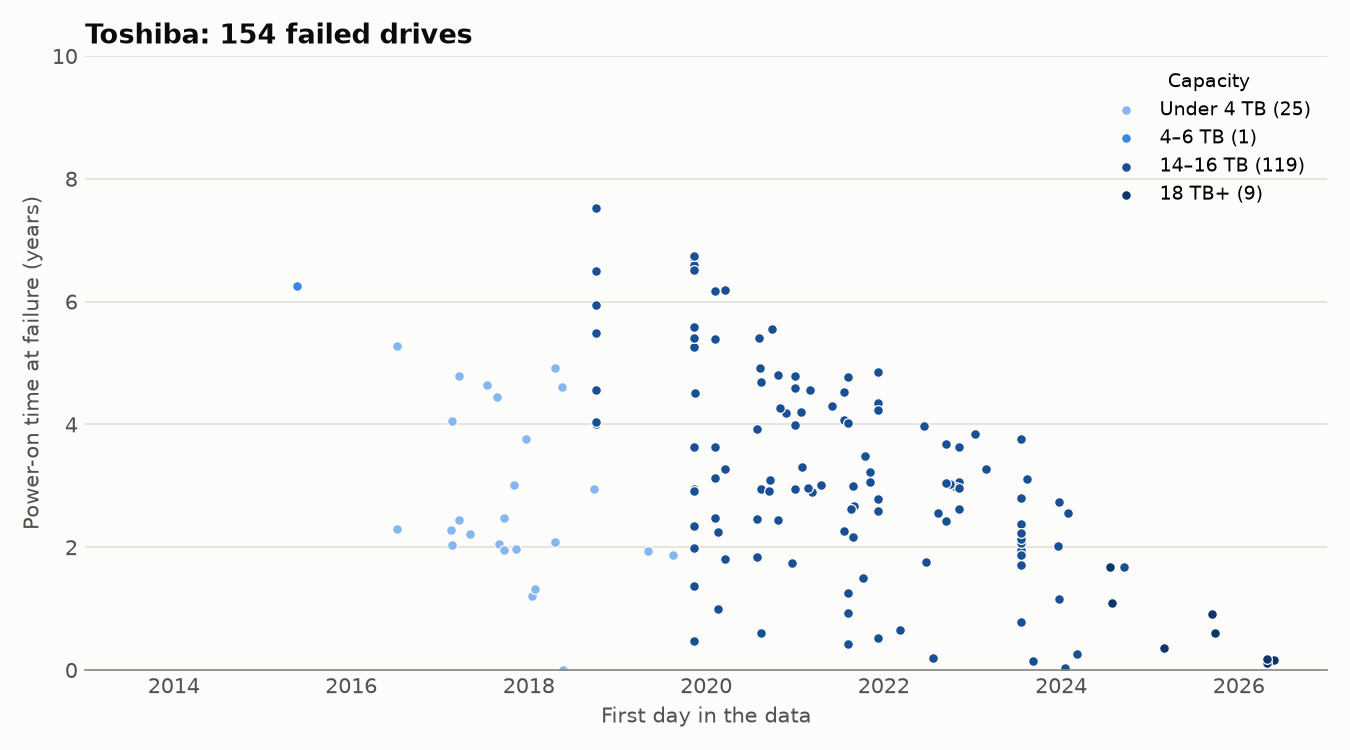 Toshiba: 154 failed drives
10
8
6
4
2
0
Power-on time at failure (years)
Capacity
Under 4 TB (25)
4–6 TB (1)
14–16 TB (119)
18 TB+ (9)
2014 2016 2018 2020 2022 2024 2026
First day in the data